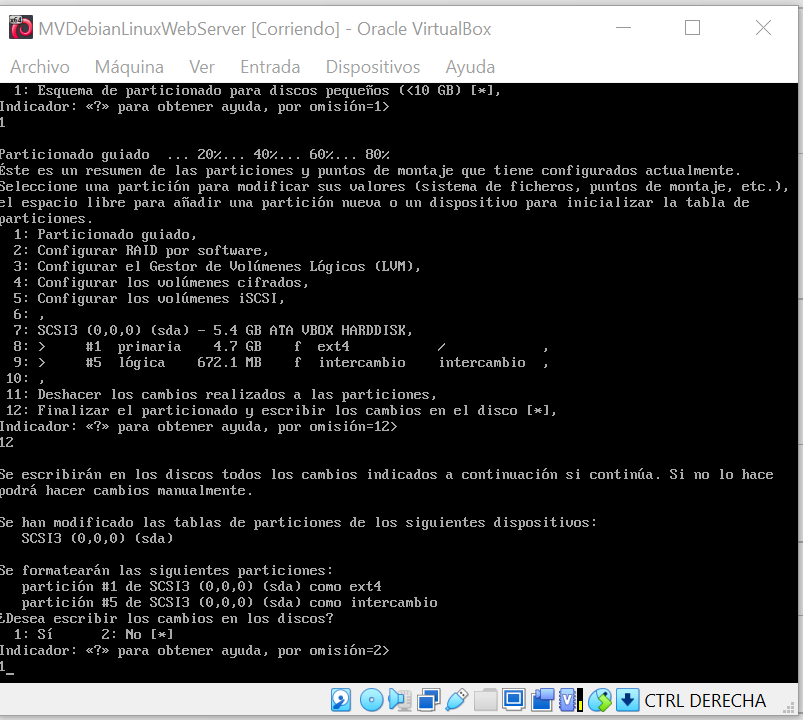 MVDebianLinuxWebServer [Corriendo] - Oracle VirtualBox
Archivo Máquina Ver Entrada Dispositivos Ayuda
1: Esquema de particionado para discos pequeños (<10 GB) [*],
Indicador: «?» para obtener ayuda, por omisión=1>
1
Particionado guiado ... 20%... 40%... 60%... 80%
Éste es un resumen de las particiones y puntos de montaje que tiene configurados actualmente.
Seleccione una partición para modificar sus valores (sistema de ficheros, puntos de montaje, etc.),
el espacio libre para añadir una partición nueva o un dispositivo para inicializar la tabla de
particiones.
1: Particionado guiado,
2: Configurar RAID por software,
3: Configurar el Gestor de Volúmenes Lógicos (LVM),
4: Configurar los volúmenes cifrados,
5: Configurar los volúmenes iSCSI,
6: ,
7: SCSI3 (0,0,0) (sda) - 5.4 GB ATA VBOX HARDDISK,
8: > #1 primaria 4.7 GB f ext4 / ,
9: > #5 lógica 672.1 MB f intercambio intercambio ,
10: ,
11: Deshacer los cambios realizados a las particiones,
12: Finalizar el particionado y escribir los cambios en el disco [*],
Indicador: «?» para obtener ayuda, por omisión=12>
12
Se escribirán en los discos todos los cambios indicados a continuación si continúa. Si no lo hace
podrá hacer cambios manualmente.
Se han modificado las tablas de particiones de los siguientes dispositivos:
SCSI3 (0,0,0) (sda)
Se formatearán las siguientes particiones:
partición #1 de SCSI3 (0,0,0) (sda) como ext4
partición #5 de SCSI3 (0,0,0) (sda) como intercambio
¿Desea escribir los cambios en los discos?
1: Sí 2: No [*]
Indicador: «?» para obtener ayuda, por omisión=2>
1_
CTRL DERECHA